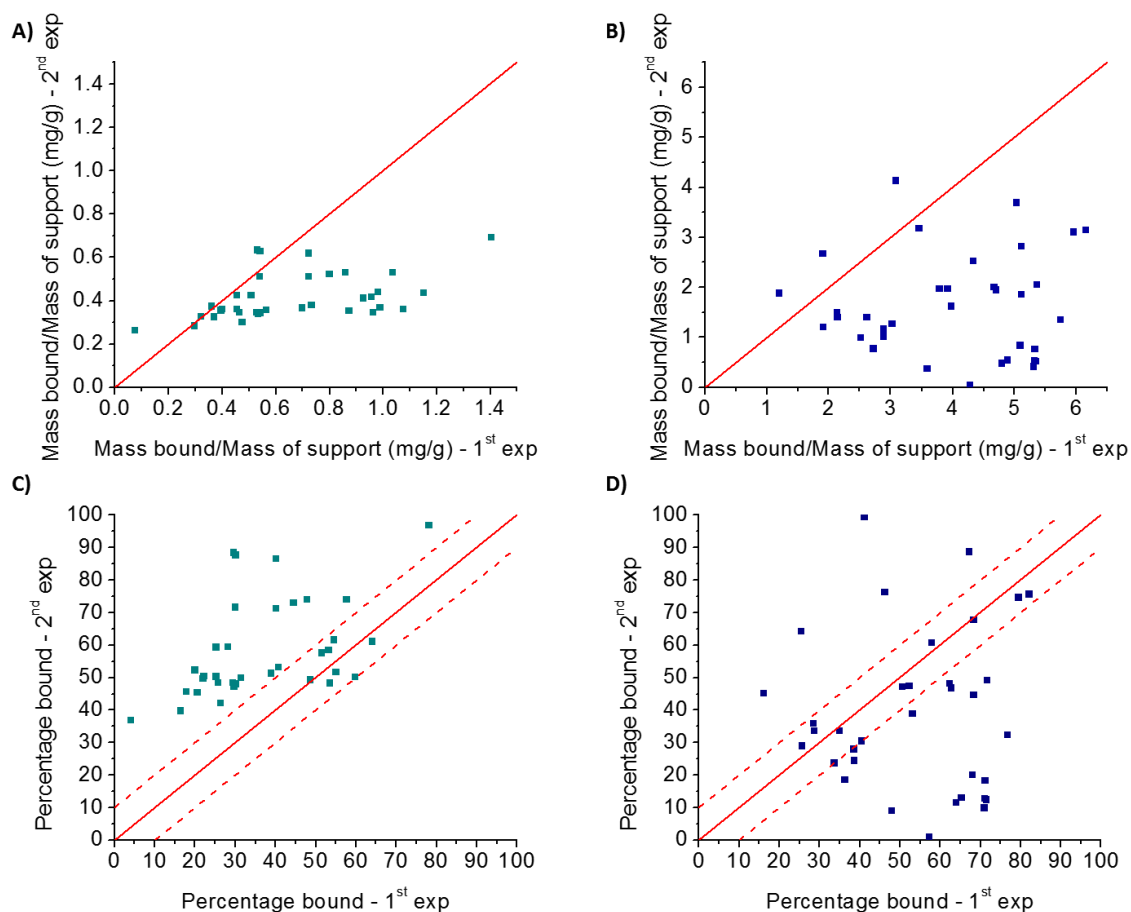 A)
Mass bound/Mass of support (mg/g) - 2nd exp
1.4
1.2
1.0
0.8
0.6
0.4
0.2
0.0
0.0 0.2 0.4 0.6 0.8 1.0 1.2 1.4
Mass bound/Mass of support (mg/g) - 1st exp
B)
Mass bound/Mass of support (mg/g) - 2nd exp
6
5
4
3
2
1
0
0 1 2 3 4 5 6
Mass bound/Mass of support (mg/g) - 1st exp
C)
Percentage bound - 2nd exp
100
90
80
70
60
50
40
30
20
10
0
0 10 20 30 40 50 60 70 80 90 100
Percentage bound - 1st exp
D)
Percentage bound - 2nd exp
100
90
80
70
60
50
40
30
20
10
0
0 10 20 30 40 50 60 70 80 90 100
Percentage bound - 1st exp